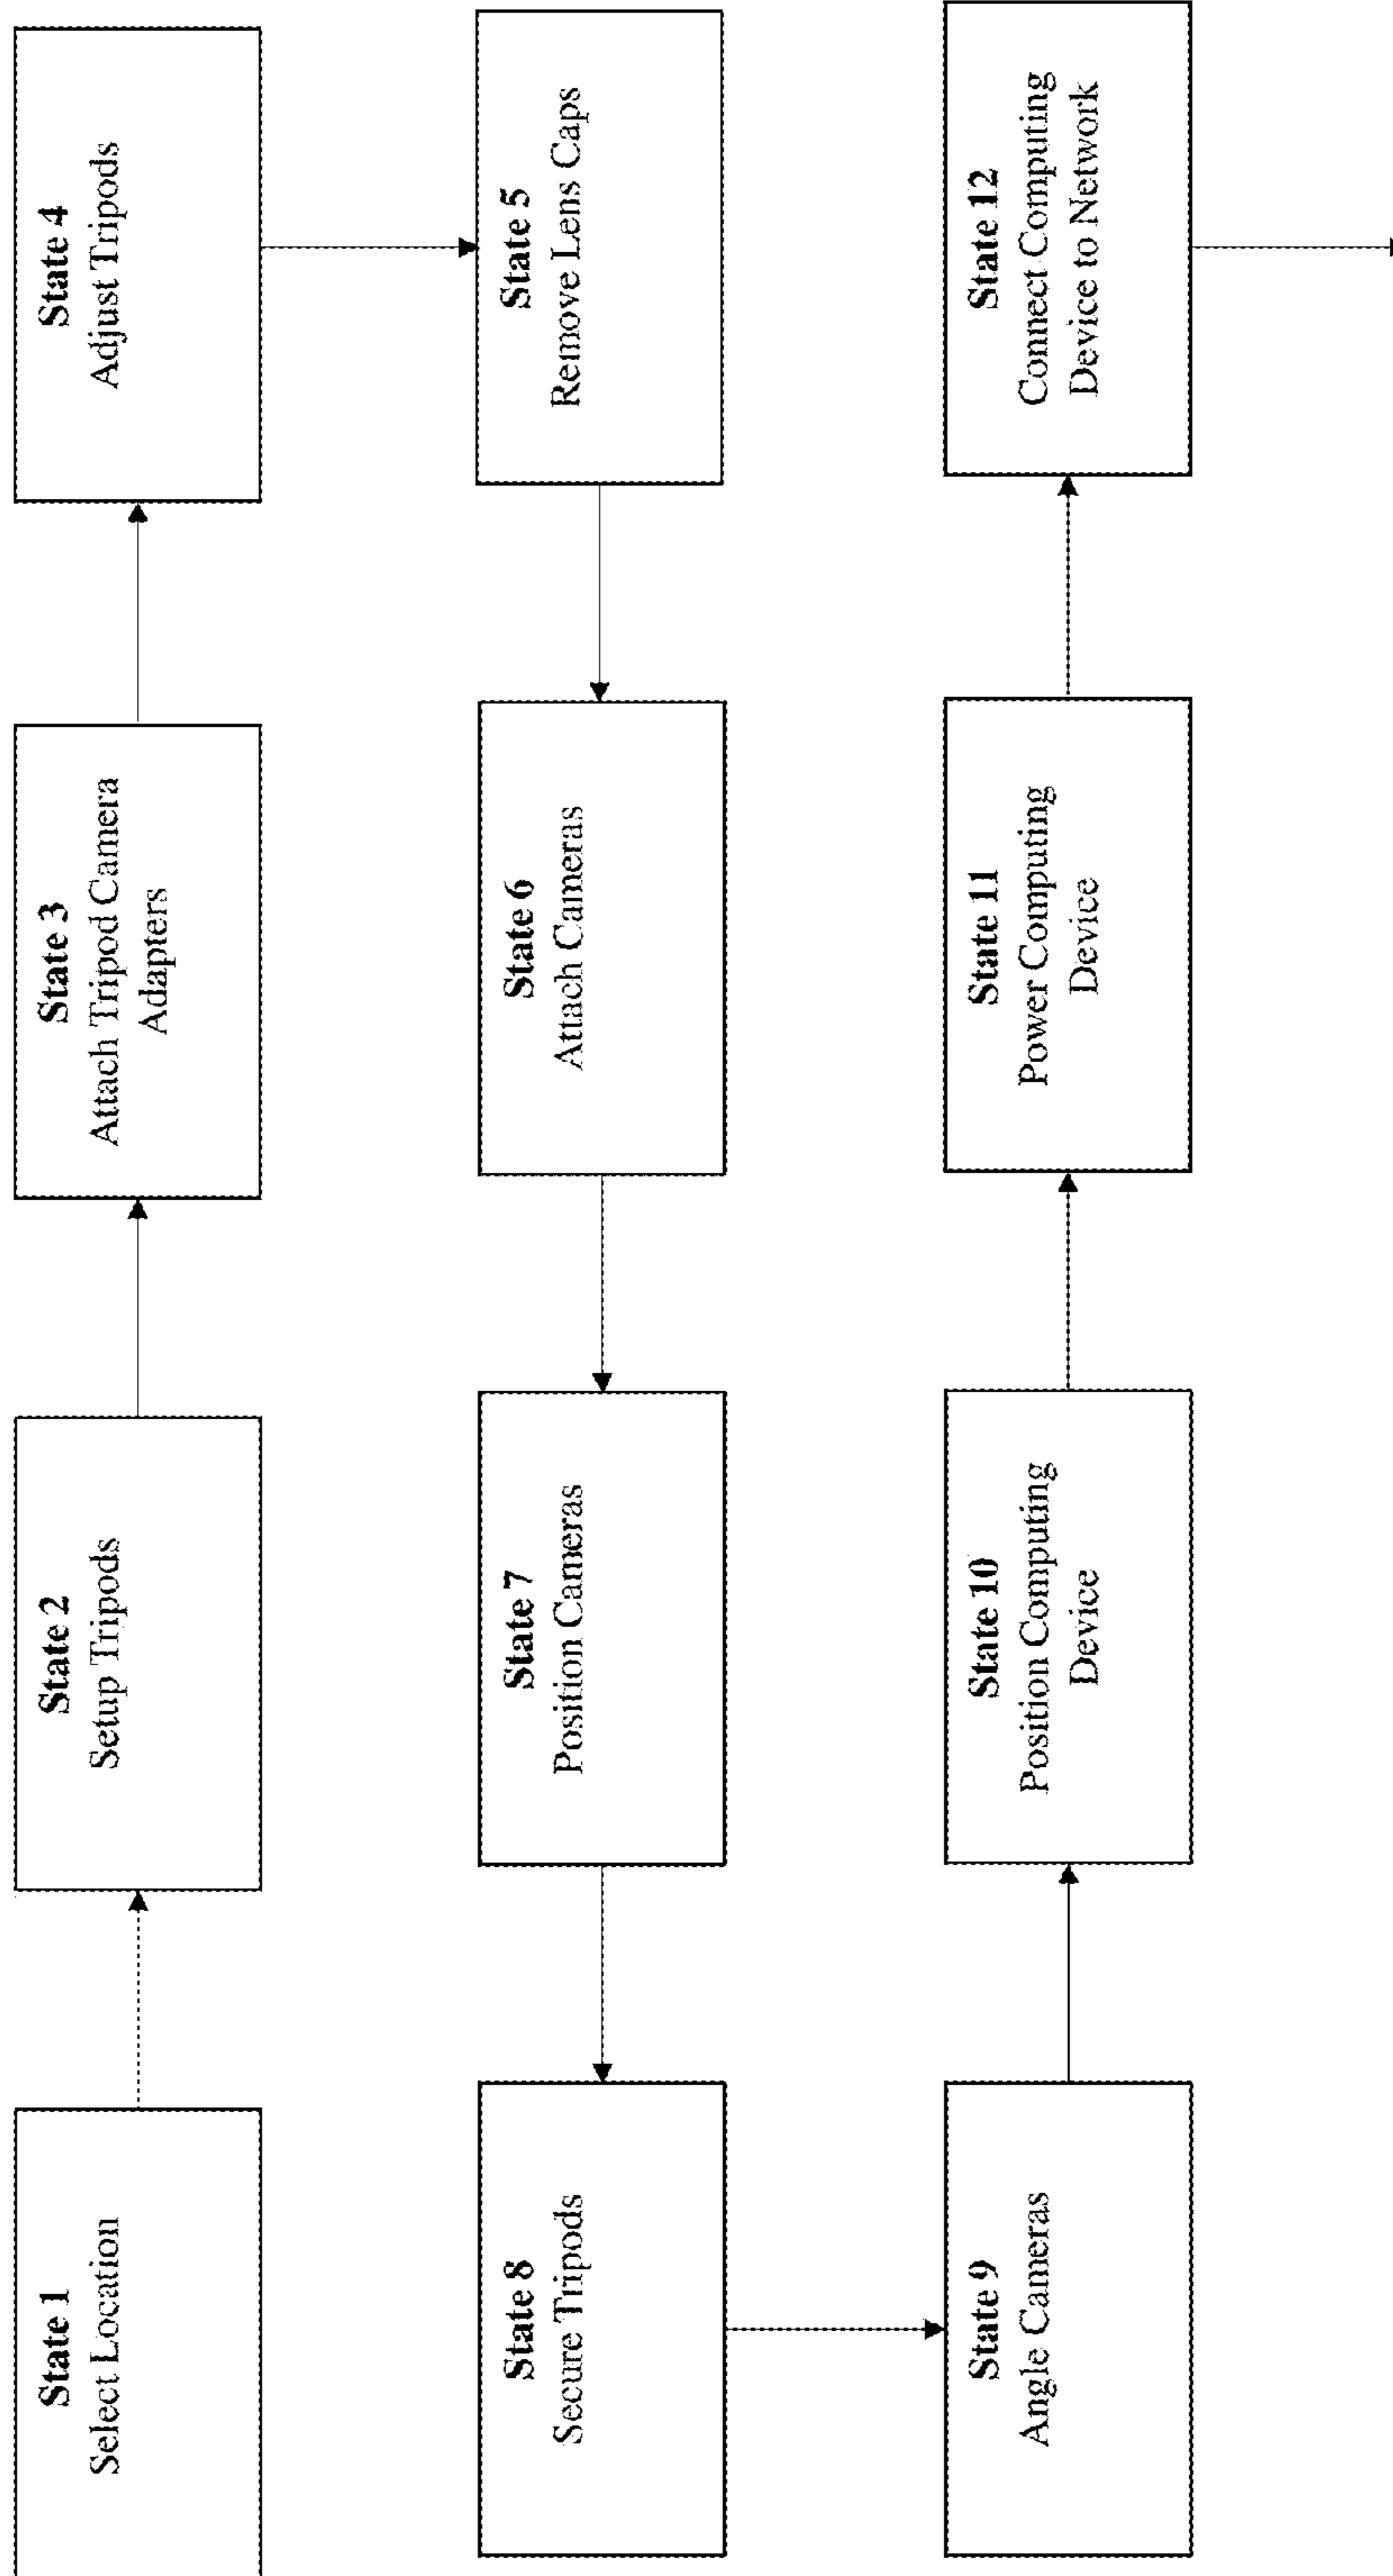 State 1
Select Location
State 2
Setup Tripods
State 3
Attach Tripod Camera
Adapters
State 4
Adjust Tripods
State 5
Remove Lens Caps
State 6
Attach Cameras
State 7
Position Cameras
State 8
Secure Tripods
State 9
Angle Cameras
State 10
Position Computing
Device
State 11
Power Computing
Device
State 12
Connect Computing
Device to Network